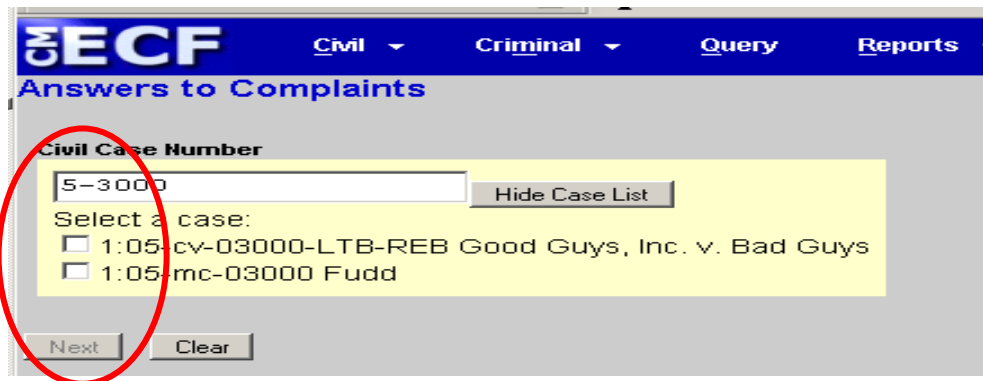 CM ECF Civil Criminal Query Reports
Answers to Complaints
Civil Case Number
5-3000 Hide Case List
Select a case:
1:05-cv-03000-LTB-REB Good Guys, Inc. v. Bad Guys
1:05-mc-03000 Fudd
Next Clear